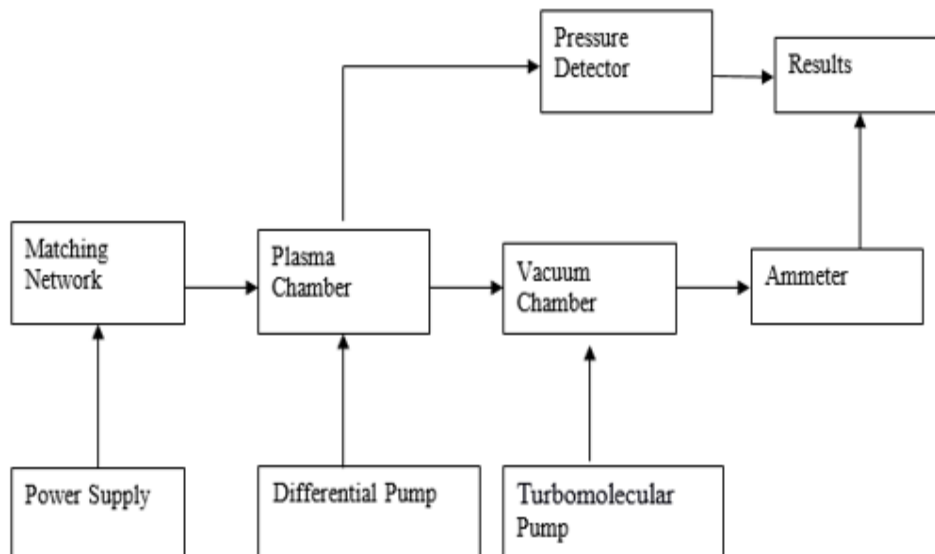 Pressure
Detector
Results
Matching
Network
Plasma
Chamber
Vacuum
Chamber
Ammeter
Power Supply
Differential Pump
Turbomolecular
Pump